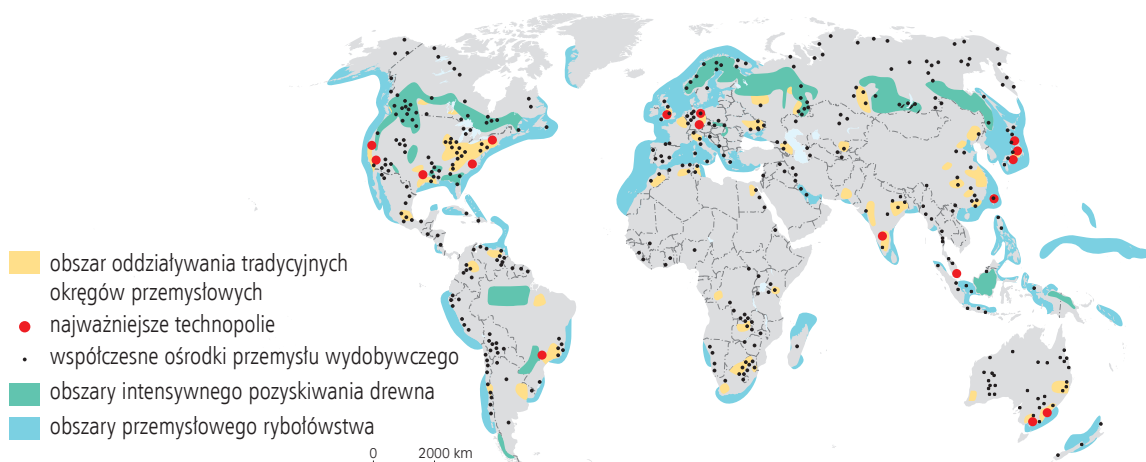 obszar oddziaływania tradycyjnych
okręgów przemysłowych
najważniejsze technopolie
współczesne ośrodki przemysłu wydobywczego
obszary intensywnego pozyskiwania drewna
obszary przemysłowego rybołówstwa
0 2000 km